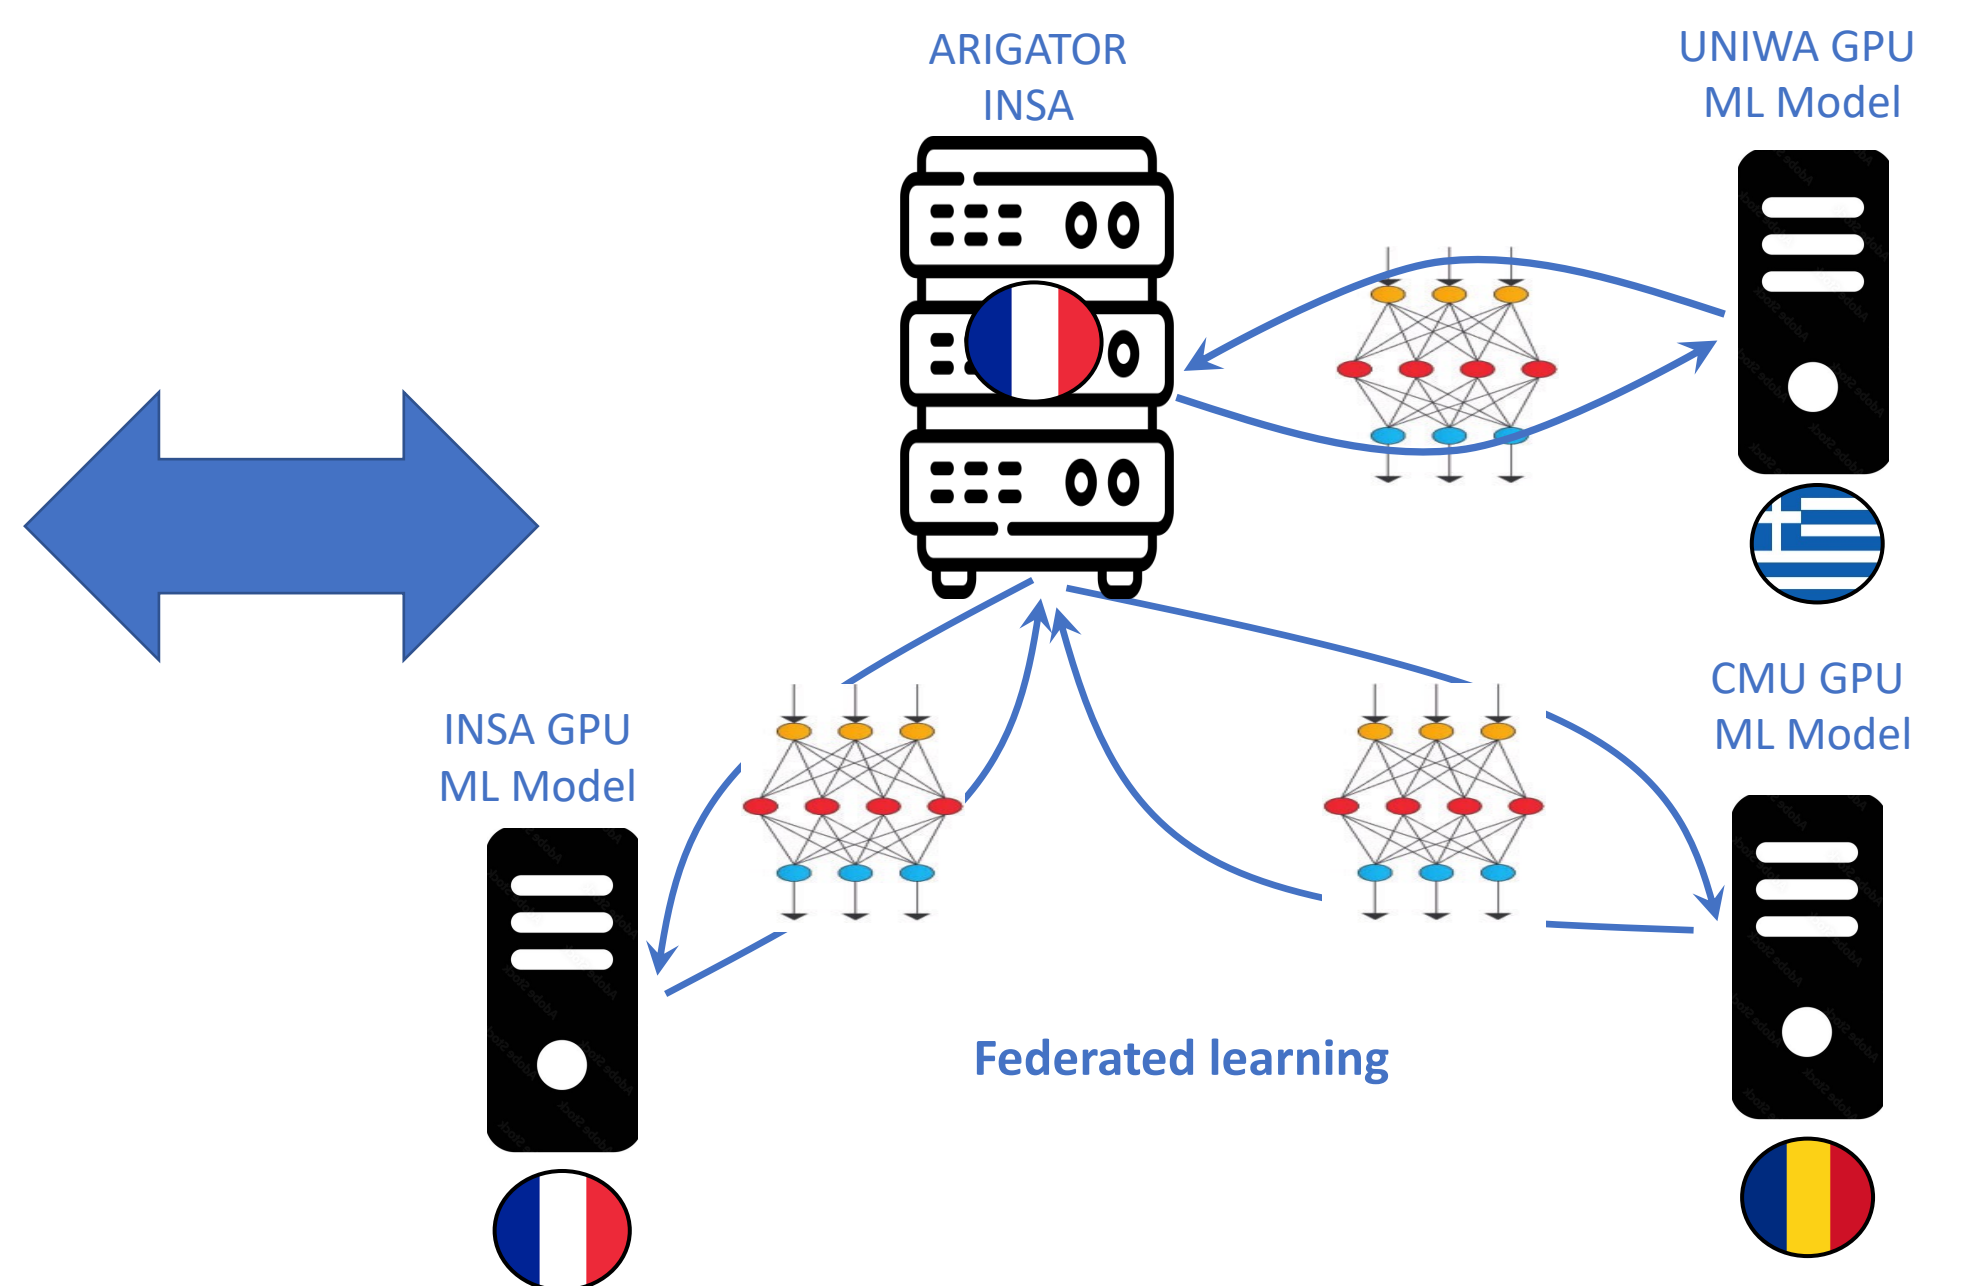 ARIGATOR
INSA
UNIWA GPU
ML Model
INSA GPU
ML Model
CMU GPU
ML Model
Federated learning